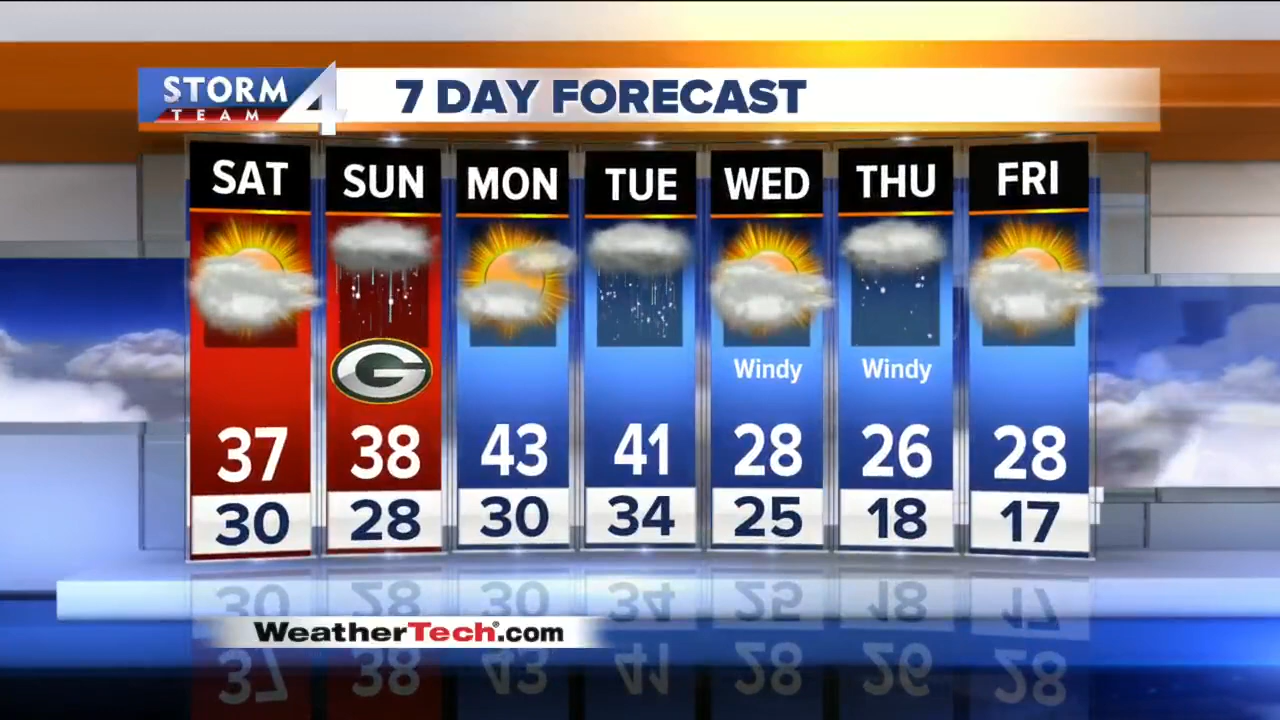 STORM
TEAM 4
7 DAY FORECAST
SAT SUN MON TUE WED THU FRI
G
Windy Windy
37 38 43 41 28 26 28
30 28 30 34 25 18 17
WeatherTech®.com